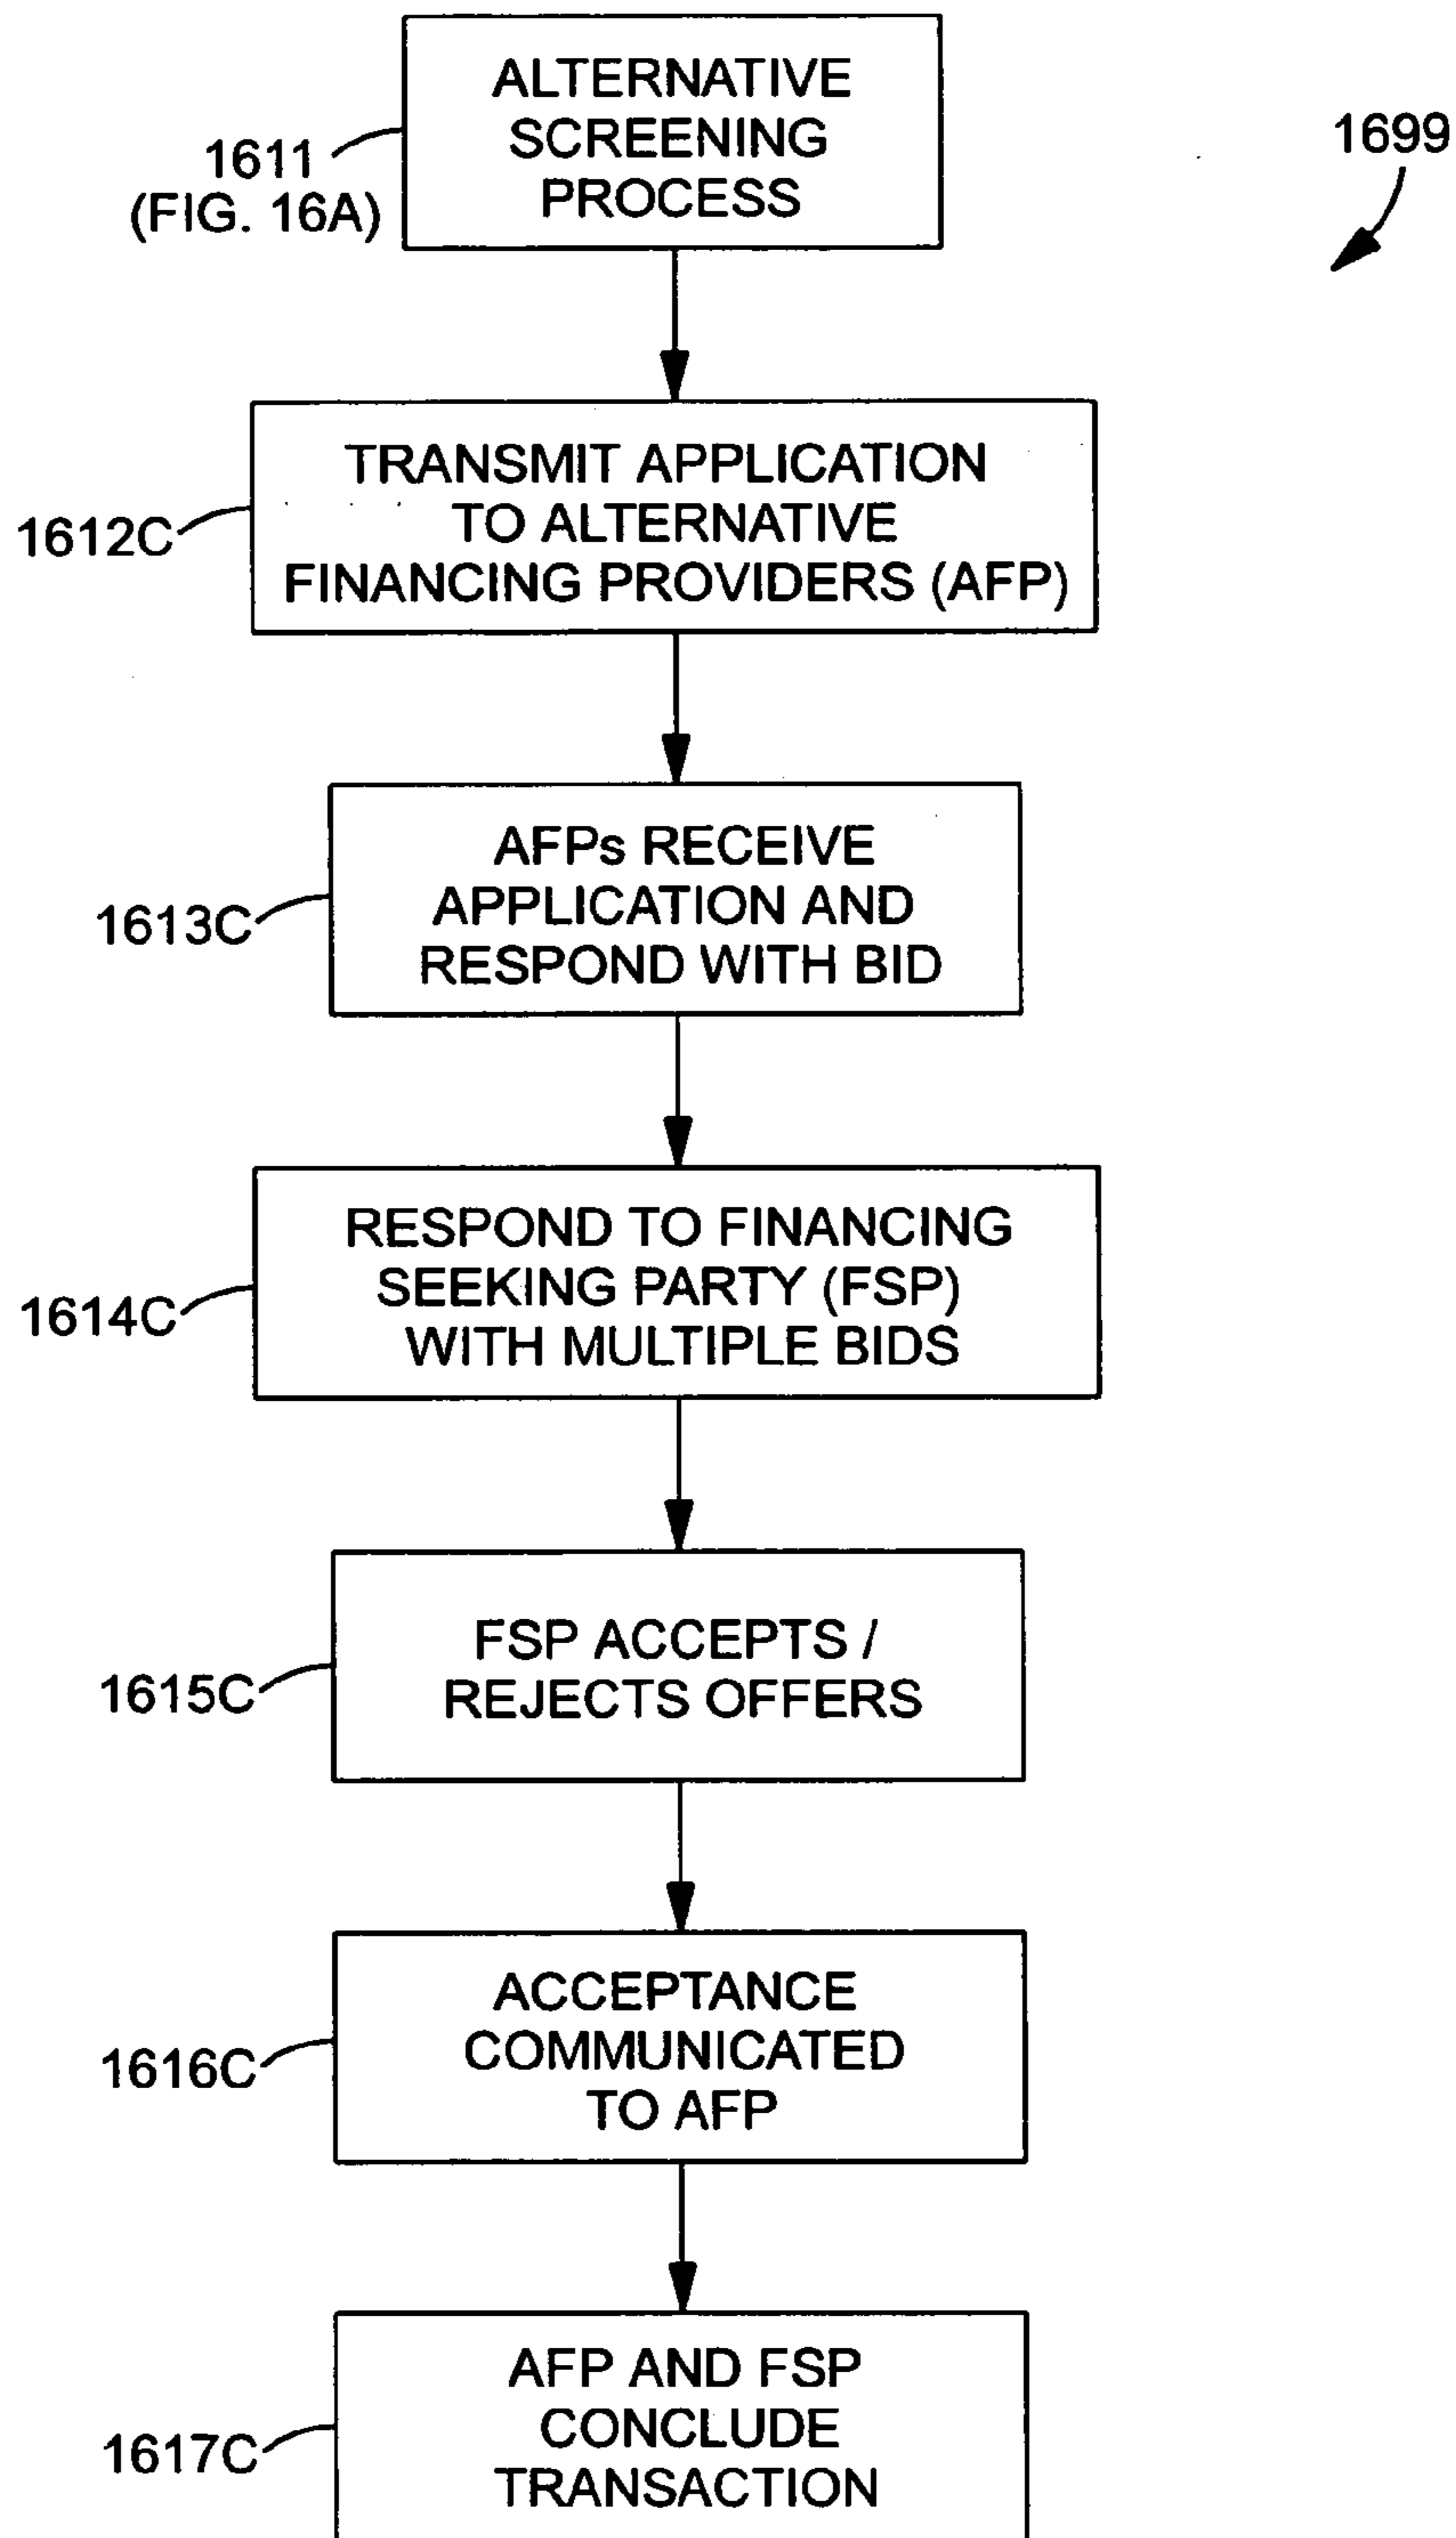 ALTERNATIVE
SCREENING
PROCESS
1611
(FIG. 16A)
1699
TRANSMIT APPLICATION
TO ALTERNATIVE
FINANCING PROVIDERS (AFP)
1612C
AFPs RECEIVE
APPLICATION AND
RESPOND WITH BID
1613C
RESPOND TO FINANCING
SEEKING PARTY (FSP)
WITH MULTIPLE BIDS
1614C
FSP ACCEPTS /
REJECTS OFFERS
1615C
ACCEPTANCE
COMMUNICATED
TO AFP
1616C
AFP AND FSP
CONCLUDE
TRANSACTION
1617C